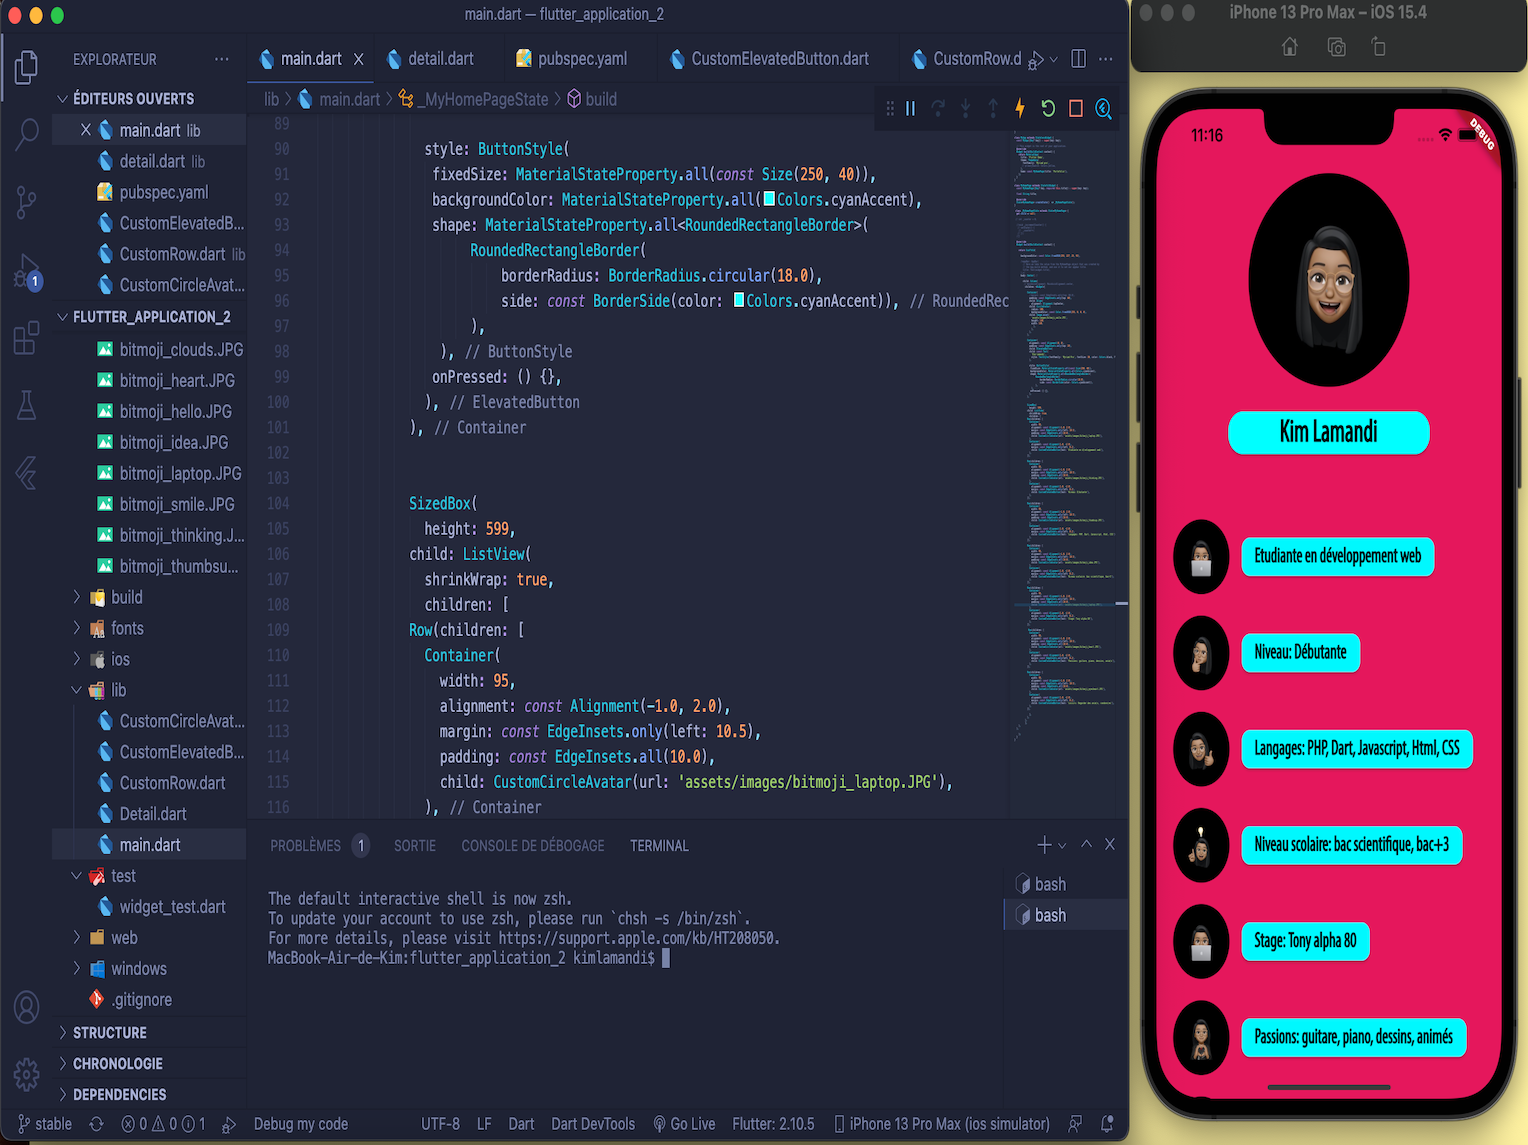 main.dart — flutter_application_2
iPhone 13 Pro Max – iOS 15.4
EXPLORATEUR
ÉDITEURS OUVERTS
main.dart lib
detail.dart lib
pubspec.yaml
CustomElevatedB...
CustomRow.dart lib
CustomCircleAvat...
1
FLUTTER_APPLICATION_2
bitmoji_clouds.JPG
bitmoji_heart.JPG
bitmoji_hello.JPG
bitmoji_idea.JPG
bitmoji_laptop.JPG
bitmoji_smile.JPG
bitmoji_thinking.J...
bitmoji_thumbsu...
build
fonts
ios
lib
CustomCircleAvat...
CustomElevatedB...
CustomRow.dart
Detail.dart
main.dart
test
widget_test.dart
web
windows
.gitignore
STRUCTURE
CHRONOLOGIE
DEPENDENCIES
main.dart
detail.dart
pubspec.yaml
CustomElevatedButton.dart
CustomRow.d
lib > main.dart > _MyHomePageState > build
89
90 style: ButtonStyle(
91 fixedSize: MaterialStateProperty.all(const Size(250, 40)),
92 backgroundColor: MaterialStateProperty.all(Colors.cyanAccent),
93 shape: MaterialStateProperty.all<RoundedRectangleBorder>(
94 RoundedRectangleBorder(
95 borderRadius: BorderRadius.circular(18.0),
96 side: const BorderSide(color: Colors.cyanAccent)), // RoundedRec
97 ),
98 ), // ButtonStyle
99 onPressed: () {},
100 ), // ElevatedButton
101 ), // Container
102
103
104 SizedBox(
105 height: 599,
106 child: ListView(
107 shrinkWrap: true,
108 children: [
109 Row(children: [
110 Container(
111 width: 95,
112 alignment: const Alignment(-1.0, 2.0),
113 margin: const EdgeInsets.only(left: 10.5),
114 padding: const EdgeInsets.all(10.0),
115 child: CustomCircleAvatar(url: 'assets/images/bitmoji_laptop.JPG'),
116 ), // Container
PROBLÈMES 1 SORTIE CONSOLE DE DÉBOGAGE TERMINAL
The default interactive shell is now zsh.
To update your account to use zsh, please run `chsh -s /bin/zsh`.
For more details, please visit https://support.apple.com/kb/HT208050.
MacBook-Air-de-Kim:flutter_application_2 kimlamandi$
bash
bash
stable 0 0 1 Debug my code UTF-8 LF Dart Dart DevTools Go Live Flutter: 2.10.5 iPhone 13 Pro Max (ios simulator)
11:16
DEBUG
Kim Lamandi
Etudiante en développement web
Niveau: Débutante
Langages: PHP, Dart, Javascript, Html, CSS
Niveau scolaire: bac scientifique, bac+3
Stage: Tony alpha 80
Passions: guitare, piano, dessins, animés